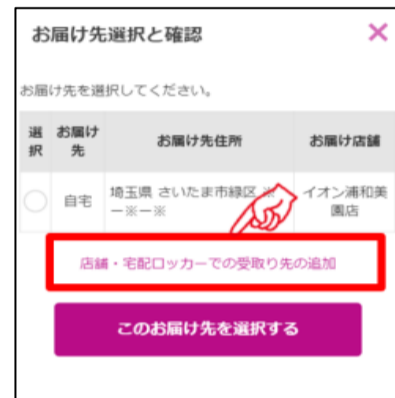 お届け先選択と確認 ×
お届け先を選択してください。
選択 お届け先 お届け先住所 お届け店舗
自宅 埼玉県 さいたま市緑区 ※ー※ー※ イオン浦和美園店
店舗・宅配ロッカーでの受取り先の追加
このお届け先を選択する